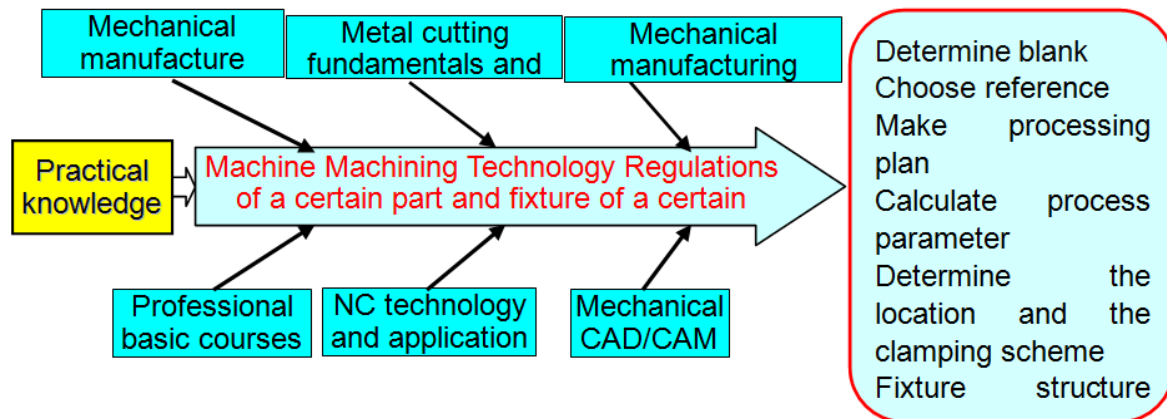 Mechanical
manufacture
Metal cutting
fundamentals and
Mechanical
manufacturing
Practical
knowledge
Machine Machining Technology Regulations
of a certain part and fixture of a certain
Professional
basic courses
NC technology
and application
Mechanical
CAD/CAM
Determine blank
Choose reference
Make processing
plan
Calculate process
parameter
Determine the
location and the
clamping scheme
Fixture structure